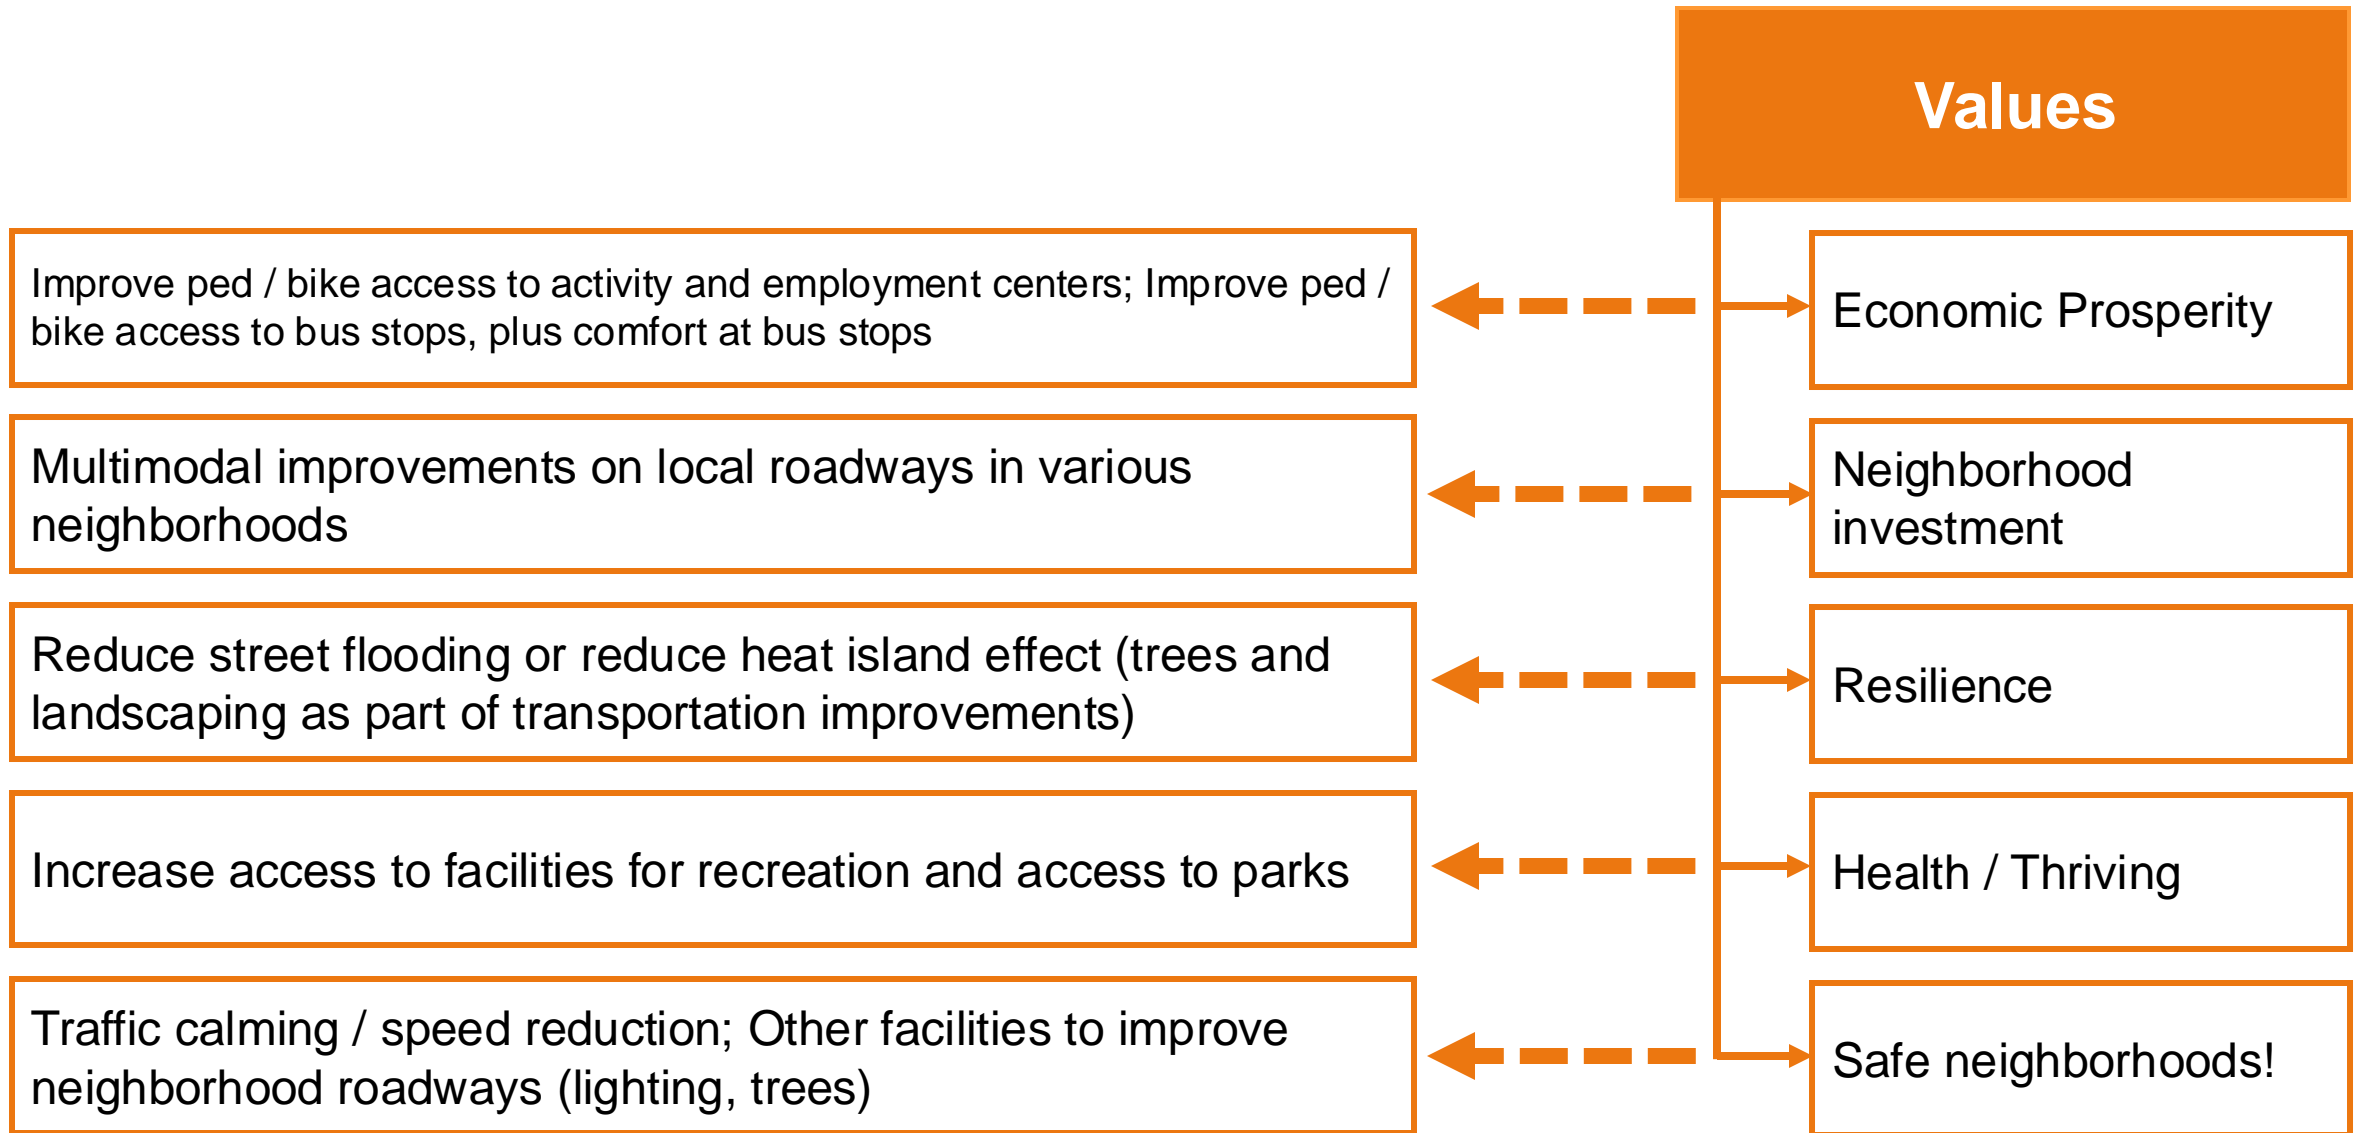 Values
Improve ped / bike access to activity and employment centers; Improve ped /
bike access to bus stops, plus comfort at bus stops
Economic Prosperity
Multimodal improvements on local roadways in various
neighborhoods
Neighborhood
investment
Reduce street flooding or reduce heat island effect (trees and
landscaping as part of transportation improvements)
Resilience
Increase access to facilities for recreation and access to parks
Health / Thriving
Traffic calming / speed reduction; Other facilities to improve
neighborhood roadways (lighting, trees)
Safe neighborhoods!